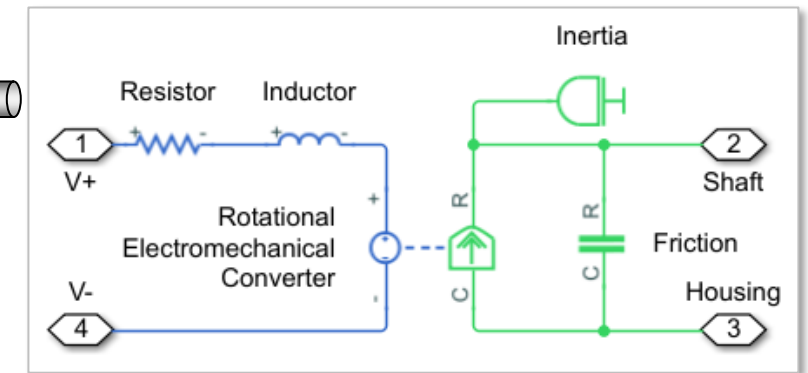 Inertia
Resistor
Inductor
+
-
+
-
1
V+
2
Shaft
+
R
R
Rotational
Electromechanical
Converter
Friction
C
C
-
V-
4
Housing
3